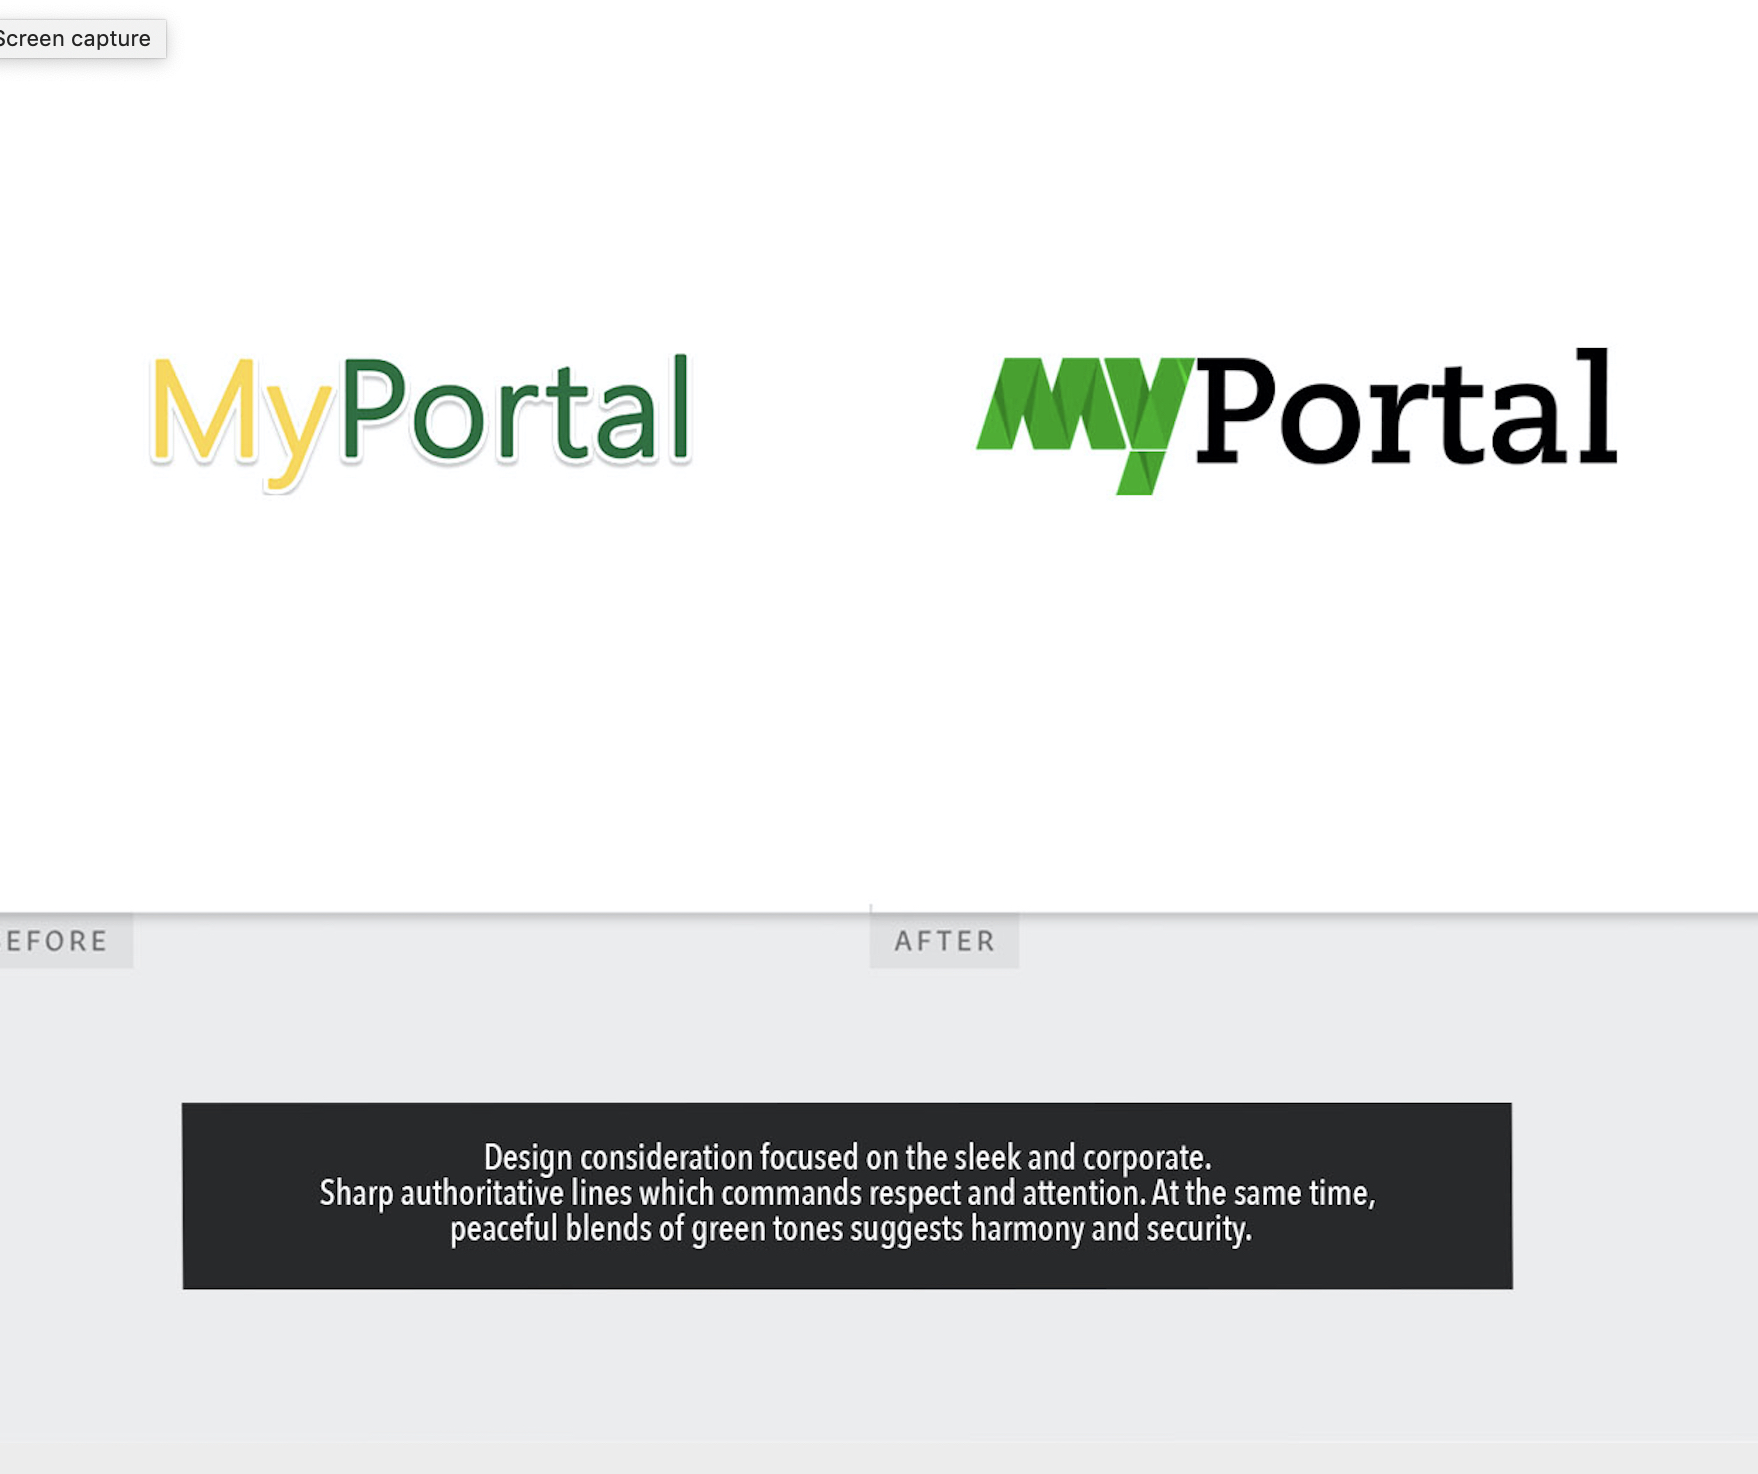 Screen capture
MyPortal
MyPortal
EFORE
AFTER
Design consideration focused on the sleek and corporate.
Sharp authoritative lines which commands respect and attention. At the same time,
peaceful blends of green tones suggests harmony and security.